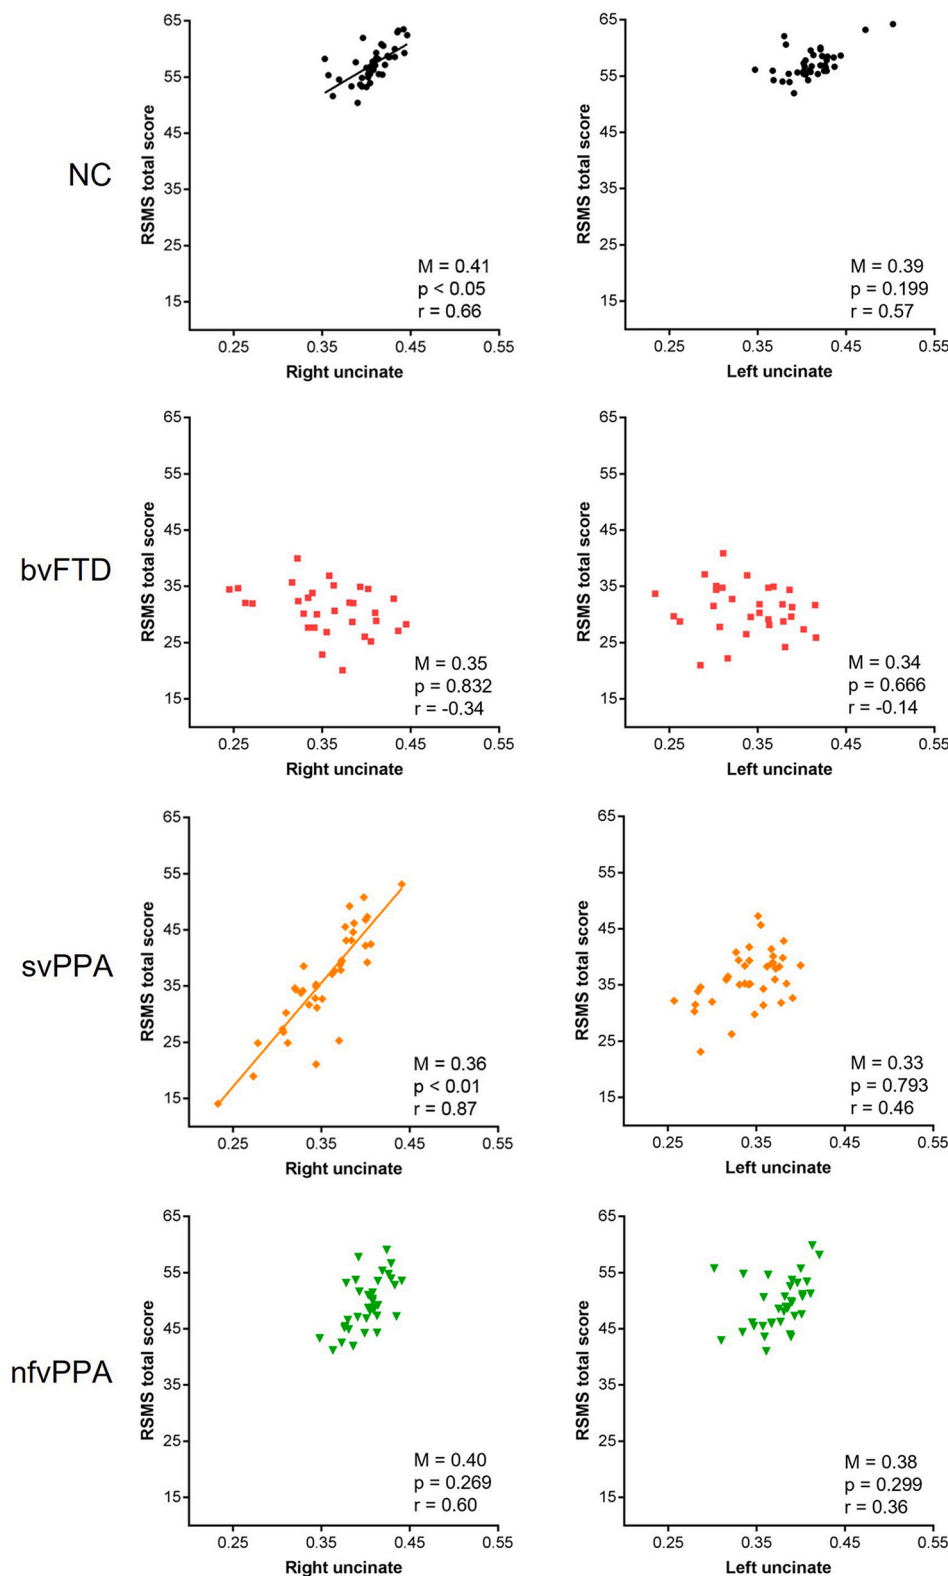 NC
RSMS total score
65
55
45
35
25
15
M = 0.41
p < 0.05
r = 0.66
0.25 0.35 0.45 0.55
Right uncinate
RSMS total score
65
55
45
35
25
15
M = 0.39
p = 0.199
r = 0.57
0.25 0.35 0.45 0.55
Left uncinate
bvFTD
RSMS total score
65
55
45
35
25
15
M = 0.35
p = 0.832
r = -0.34
0.25 0.35 0.45 0.55
Right uncinate
RSMS total score
65
55
45
35
25
15
M = 0.34
p = 0.666
r = -0.14
0.25 0.35 0.45 0.55
Left uncinate
svPPA
RSMS total score
65
55
45
35
25
15
M = 0.36
p < 0.01
r = 0.87
0.25 0.35 0.45 0.55
Right uncinate
RSMS total score
65
55
45
35
25
15
M = 0.33
p = 0.793
r = 0.46
0.25 0.35 0.45 0.55
Left uncinate
nfvPPA
RSMS total score
65
55
45
35
25
15
M = 0.40
p = 0.269
r = 0.60
0.25 0.35 0.45 0.55
Right uncinate
RSMS total score
65
55
45
35
25
15
M = 0.38
p = 0.299
r = 0.36
0.25 0.35 0.45 0.55
Left uncinate